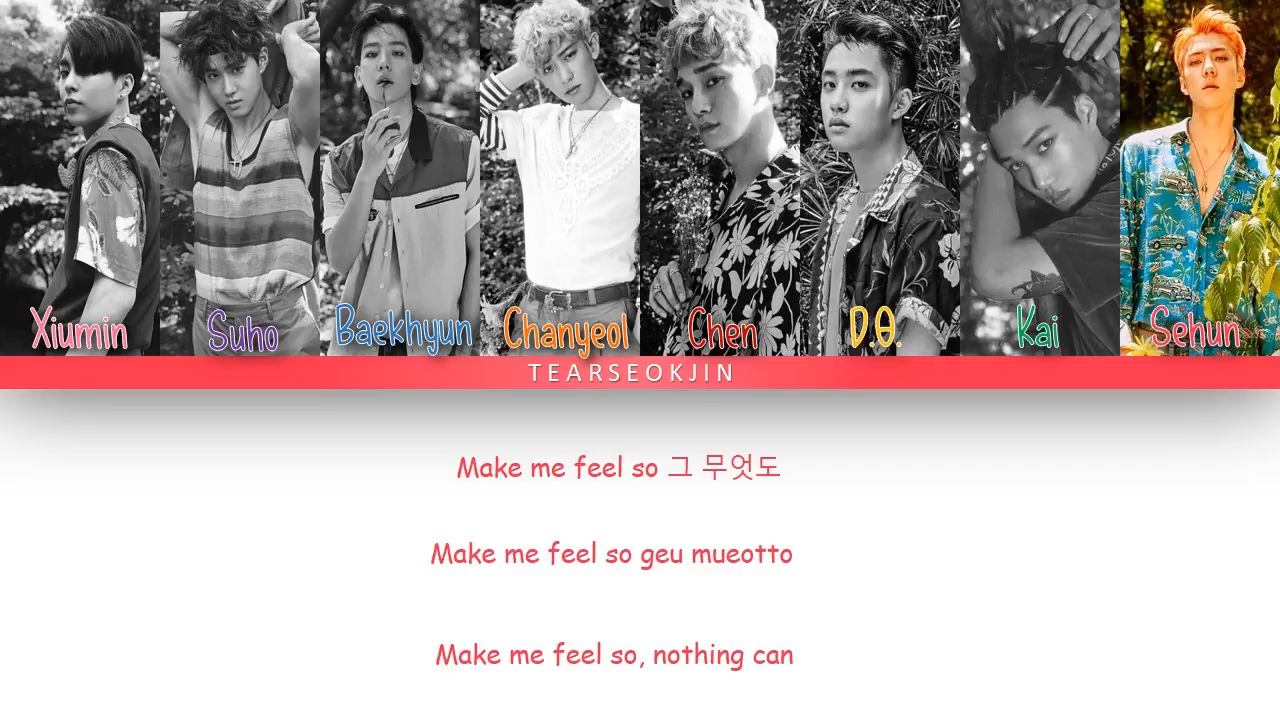 Xiumin Suho Baekhyun Chanyeol Chen D.O. Kai Sehun
TEARSEOKJIN
Make me feel so 그 무엇도
Make me feel so geu mueotto
Make me feel so, nothing can